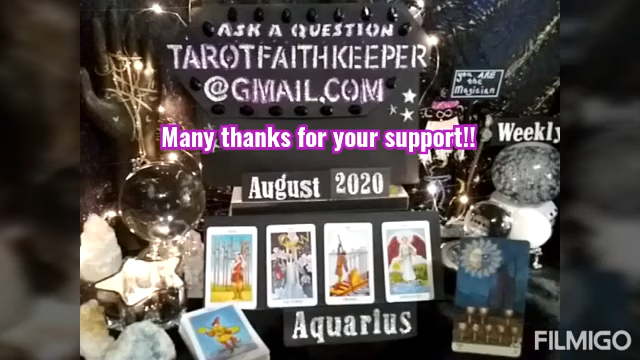 ASK A QUESTION
TAROTFAITHKEEPER
@GMAIL.COM
you ARE
the
Magician
Many thanks for your support!!
Weekly
August 2020
Aquarius
FILMIGO